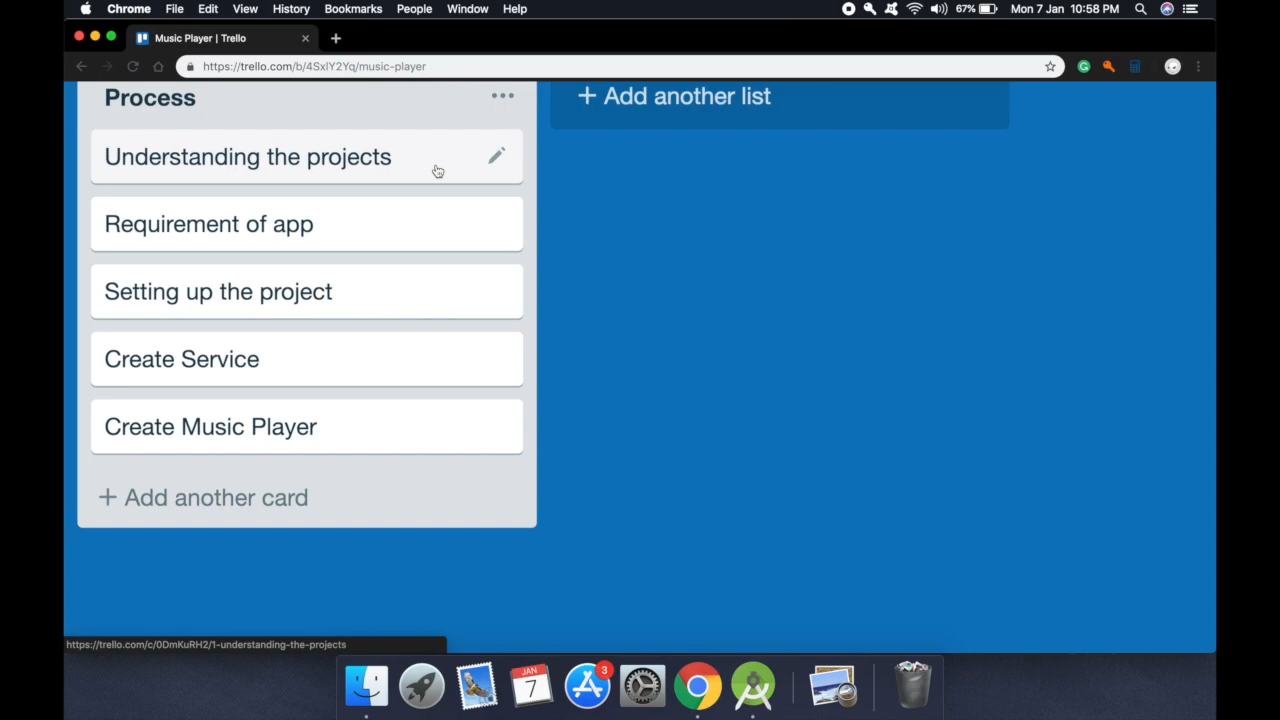 Chrome File Edit View History Bookmarks People Window Help 67% Mon 7 Jan 10:58 PM
Music Player | Trello
https://trello.com/b/4SxlY2Yq/music-player
Process
+ Add another list
Understanding the projects
Requirement of app
Setting up the project
Create Service
Create Music Player
+ Add another card
https://trello.com/c/0DmKuRH2/1-understanding-the-projects
JAN
7
3